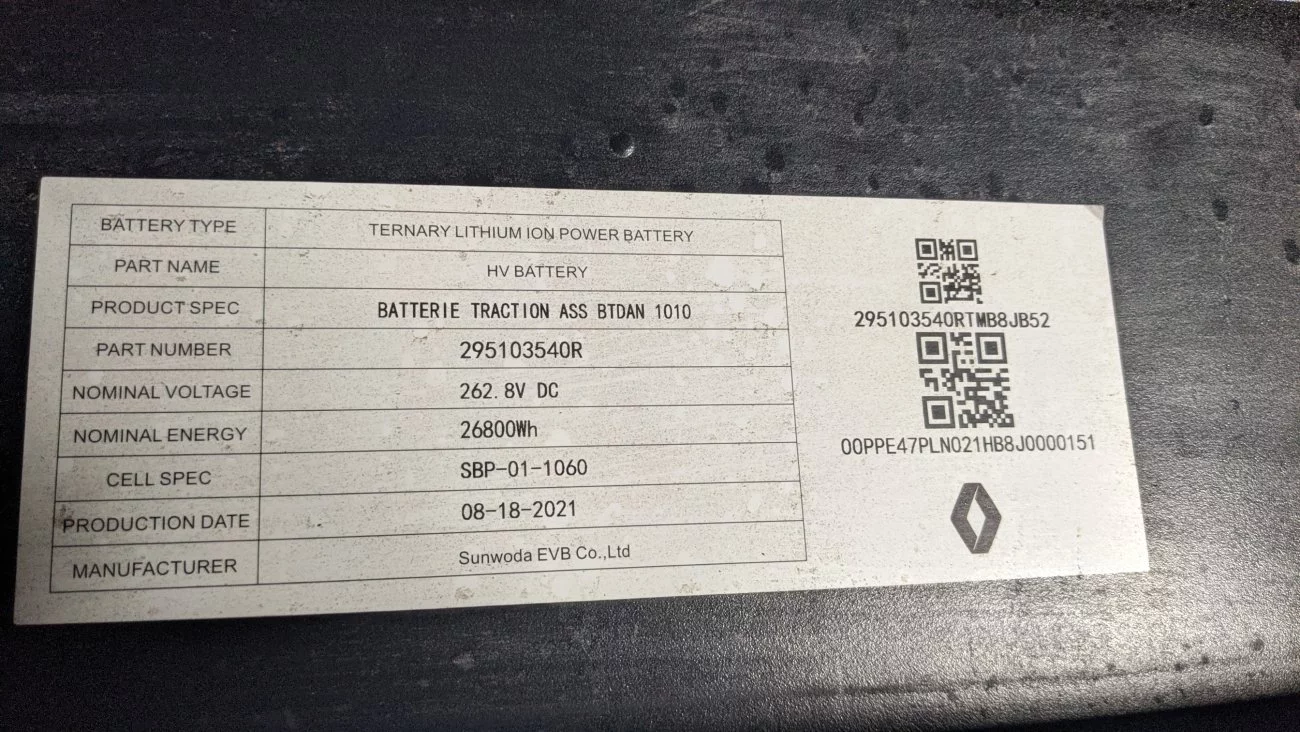 BATTERY TYPE TERNARY LITHIUM ION POWER BATTERY
PART NAME HV BATTERY
PRODUCT SPEC BATTERIE TRACTION ASS BTDAN 1010
PART NUMBER 295103540R
NOMINAL VOLTAGE 262.8V DC
NOMINAL ENERGY 26800Wh
CELL SPEC SBP-01-1060
PRODUCTION DATE 08-18-2021
MANUFACTURER Sunwoda EVB Co.,Ltd
295103540RTMB8JB52
00PPE47PLN021HB8J0000151